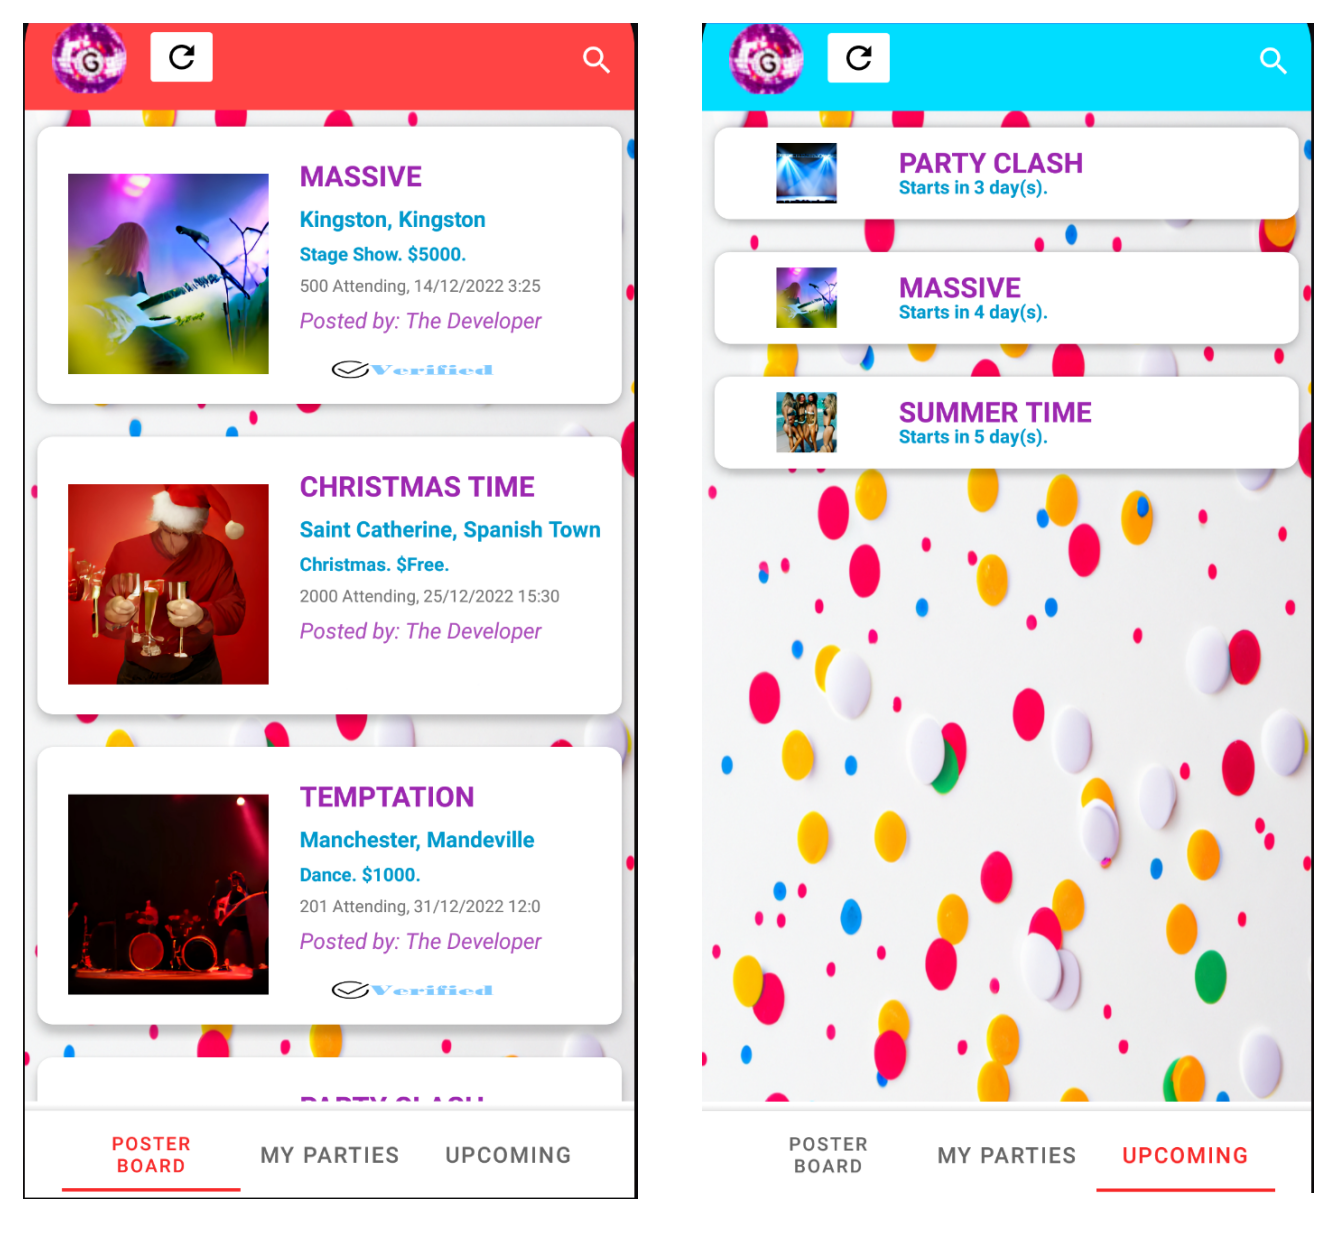 G
MASSIVE
Kingston, Kingston
Stage Show. $5000.
500 Attending, 14/12/2022 3:25
Posted by: The Developer
Verified
CHRISTMAS TIME
Saint Catherine, Spanish Town
Christmas. $Free.
2000 Attending, 25/12/2022 15:30
Posted by: The Developer
TEMPTATION
Manchester, Mandeville
Dance. $1000.
201 Attending, 31/12/2022 12:0
Posted by: The Developer
Verified
PARTY CLASH
POSTER
BOARD
MY PARTIES
UPCOMING
G
PARTY CLASH
Starts in 3 day(s).
MASSIVE
Starts in 4 day(s).
SUMMER TIME
Starts in 5 day(s).
POSTER
BOARD
MY PARTIES
UPCOMING